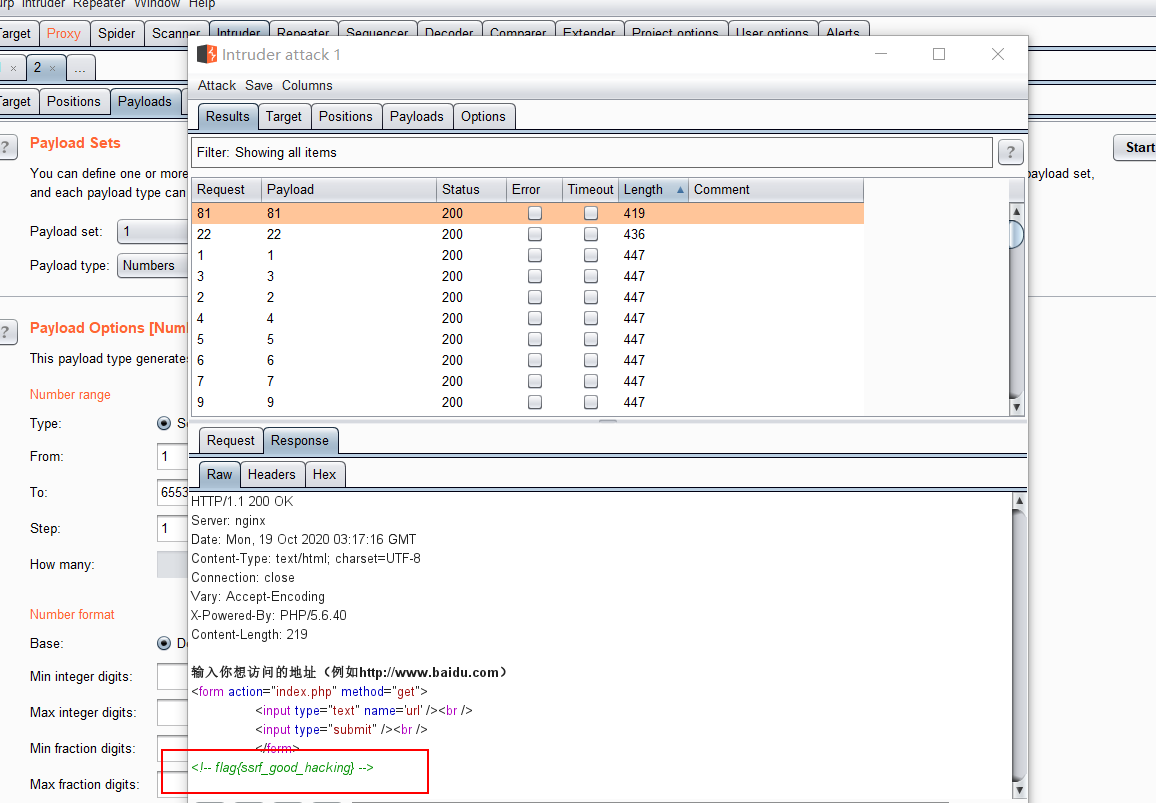 Intruder Repeater Window Help
Target Proxy Spider Scanner Intruder Repeater Sequencer Decoder Comparer Extender Project options User options Alerts
2 × ...
Target Positions Payloads
Intruder attack 1
Attack Save Columns
Results Target Positions Payloads Options
Filter: Showing all items ?
Request Payload Status Error Timeout Length Comment
81 81 200 419
22 22 200 436
1 1 200 447
3 3 200 447
2 2 200 447
4 4 200 447
5 5 200 447
6 6 200 447
7 7 200 447
9 9 200 447
Request Response
Raw Headers Hex
HTTP/1.1 200 OK
Server: nginx
Date: Mon, 19 Oct 2020 03:17:16 GMT
Content-Type: text/html; charset=UTF-8
Connection: close
Vary: Accept-Encoding
X-Powered-By: PHP/5.6.40
Content-Length: 219
输入你想访问的地址（例如http://www.baidu.com）
<form action="index.php" method="get">
<input type="text" name='url' /><br />
<input type="submit" /><br />
</form>
<!-- flag{ssrf_good_hacking} -->
? Payload Sets
Start
You can define one or more
payload set,
and each payload type can
Payload set: 1
Payload type: Numbers
? Payload Options [Num
This payload type generates
Number range
Type:
From: 1
To: 6553
Step: 1
How many:
Number format
Base:
Min integer digits:
Max integer digits:
Min fraction digits:
Max fraction digits: